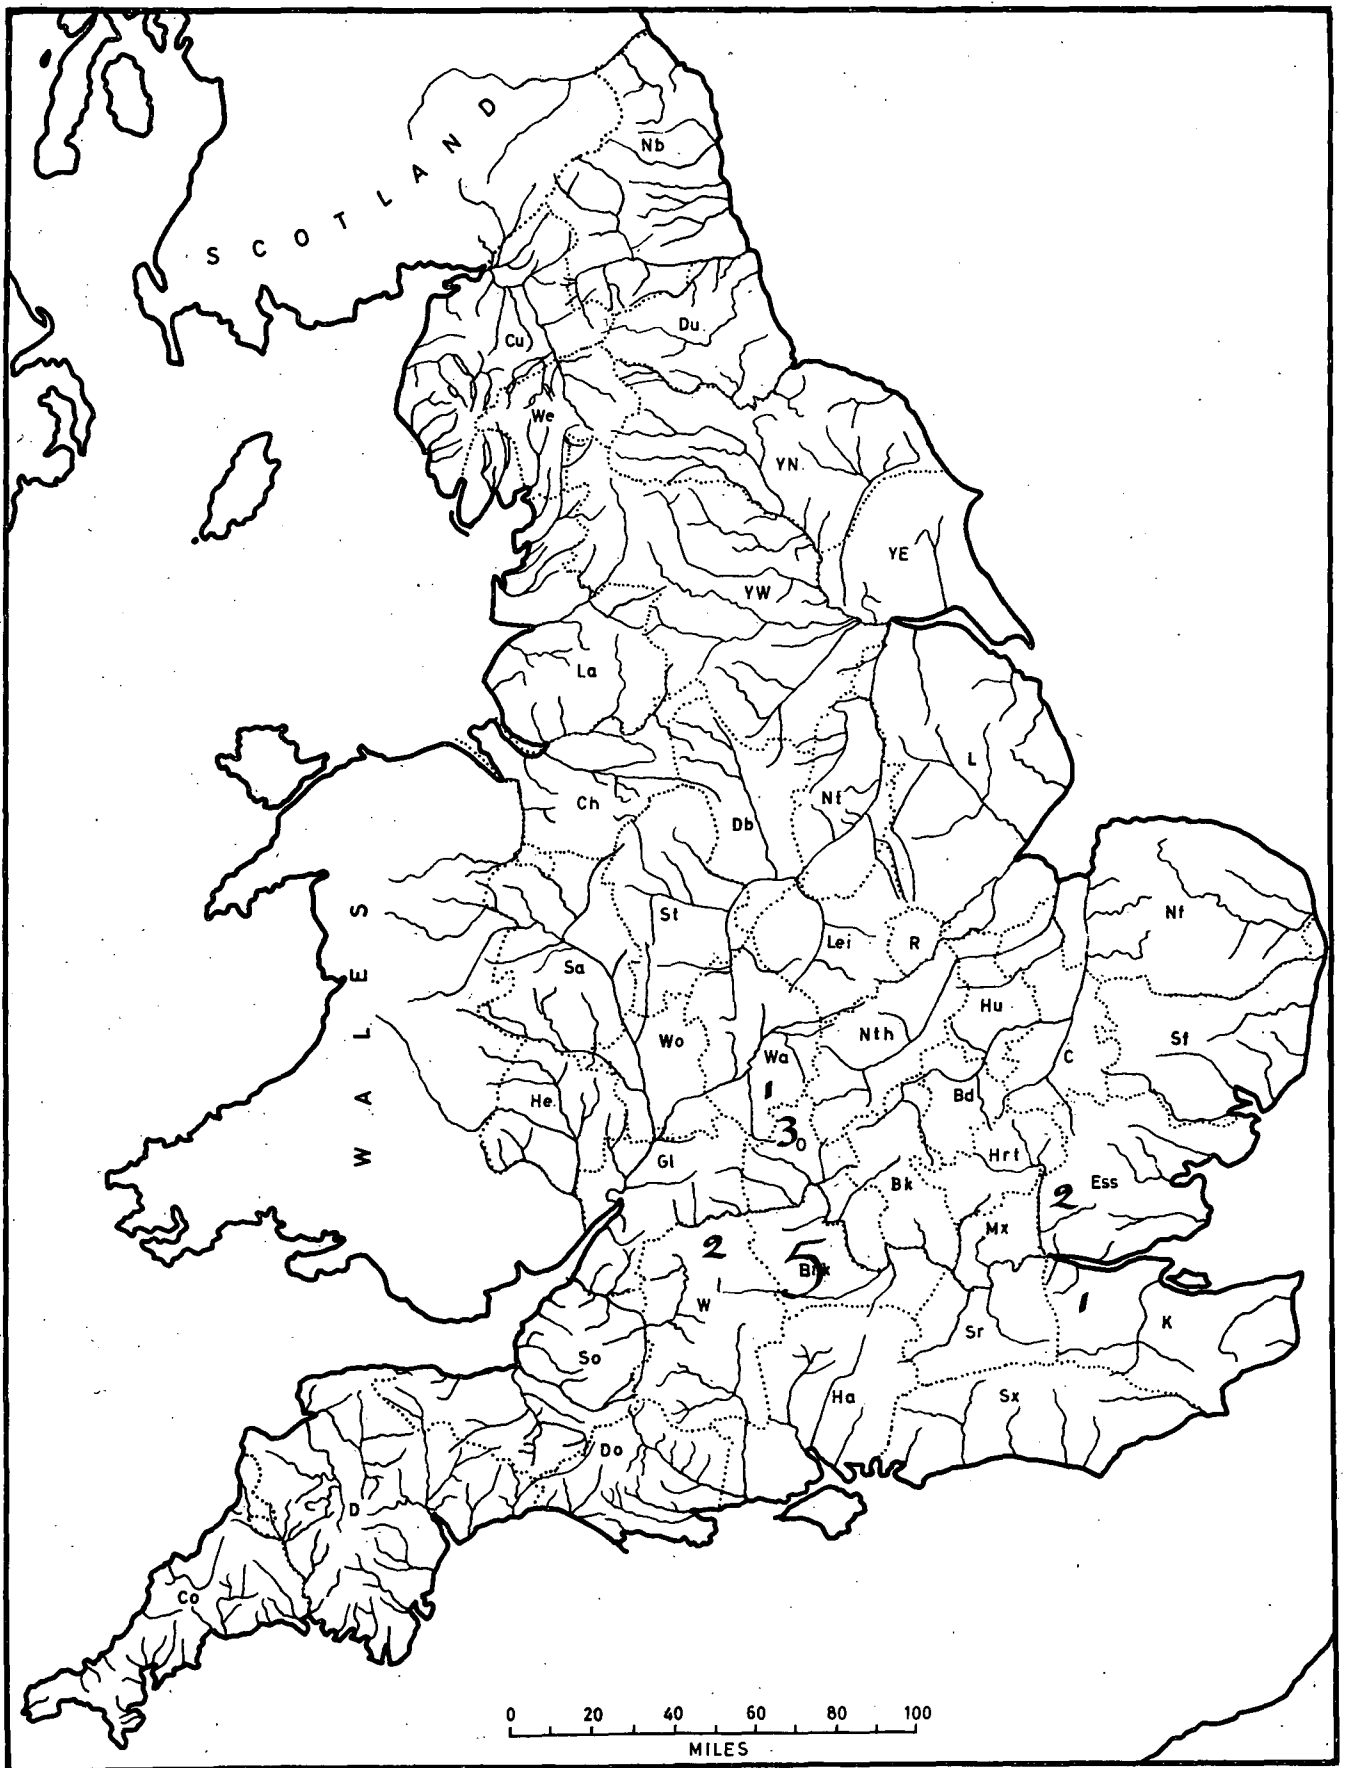 SCOTLAND
Nb
Du
Cu
We
YN
YE
YW
La
L
Ch
Db
Nt
WALES
St
Lei
R
Nf
Sa
Hu
Wo
Nth
Wa
C
Sf
1
He
Bd
3
O
Gl
Hrt
Bk
2
Ess
Mx
2
5
W
1
K
Sr
So
Ha
Sx
Do
D
Co
0 20 40 60 80 100
MILES